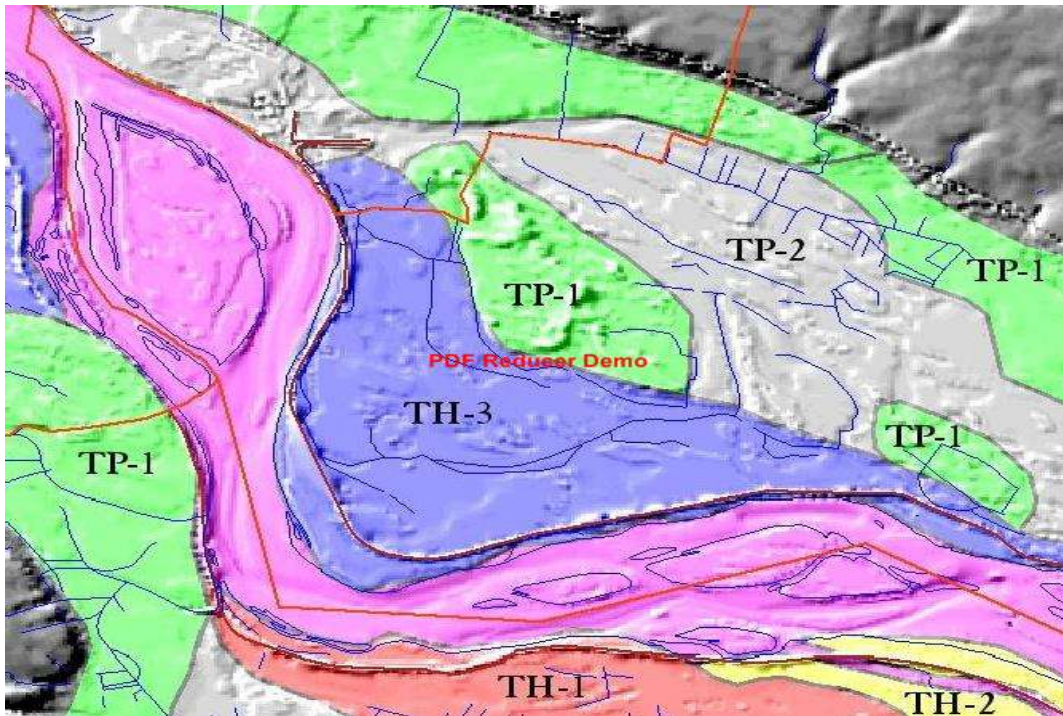 TP-2
TP-1
TP-1
PDF Reducer Demo
TH-3
TP-1
TP-1
TH-1
TH-2